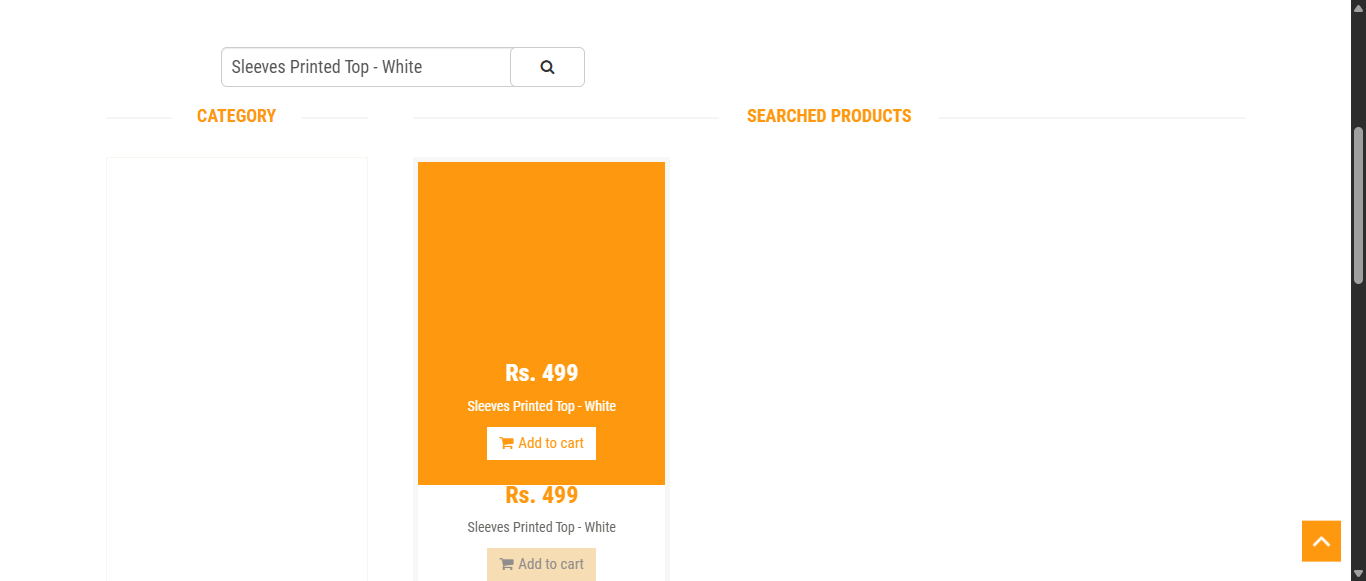 Sleeves Printed Top - White
CATEGORY
SEARCHED PRODUCTS
Rs. 499
Sleeves Printed Top - White
Add to cart
Rs. 499
Sleeves Printed Top - White
Add to cart